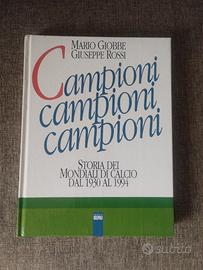 MARIO GIOBBE
GIUSEPPE ROSSI
Campioni
campioni
campioni
STORIA DEI
MONDIALI DI CALCIO
DAL 1930 AL 1994
subito